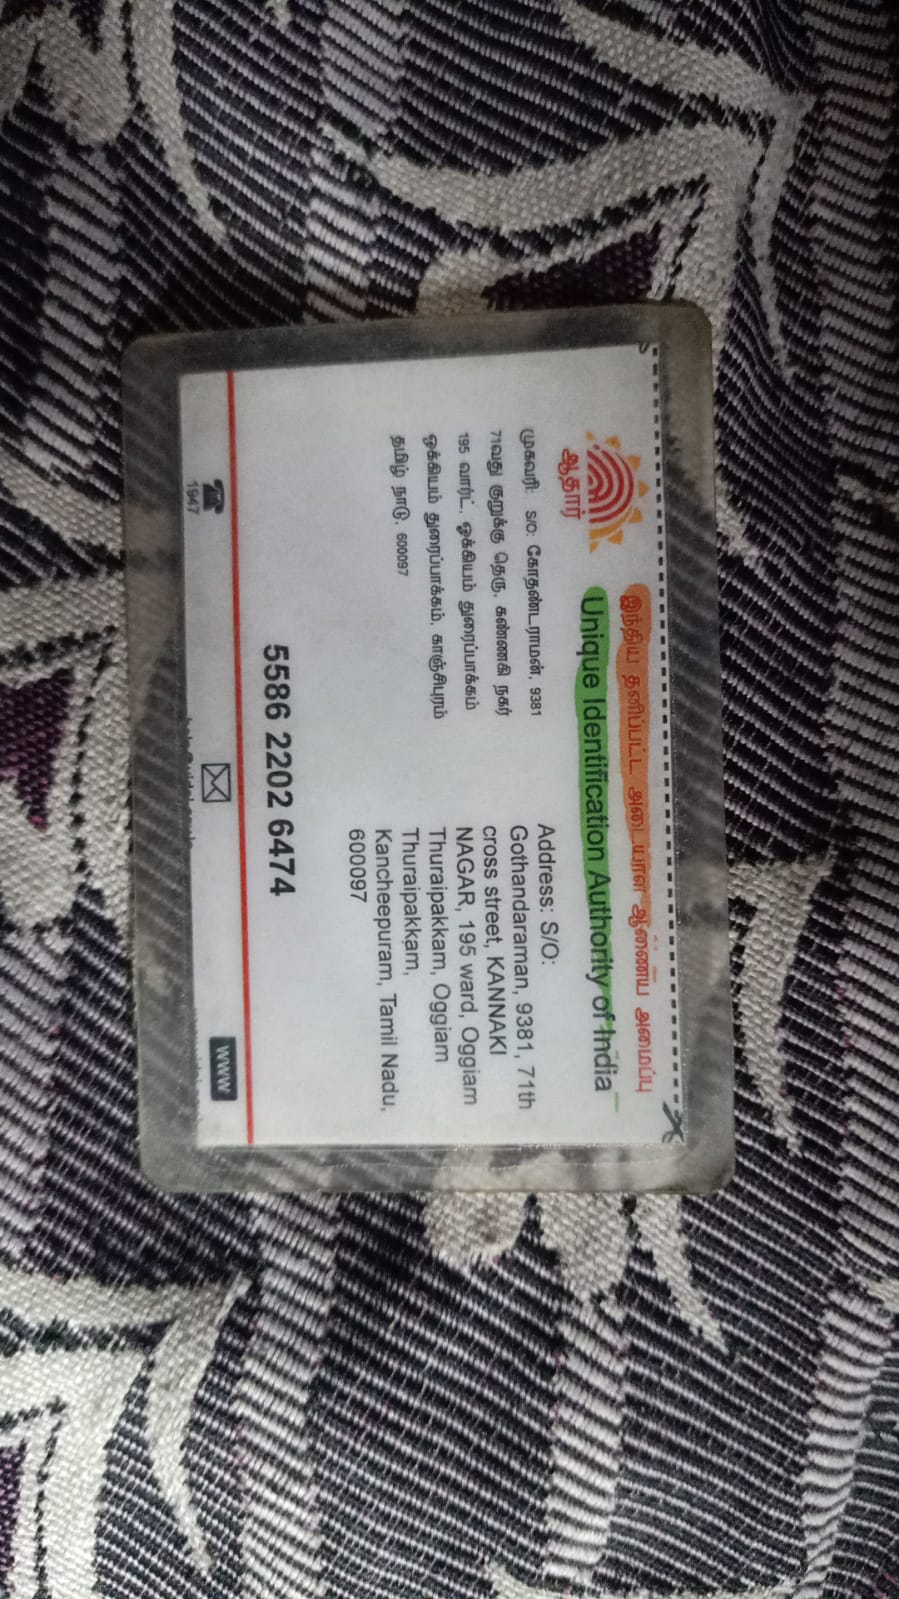 இந்திய தனிப்பட்ட அடையாள ஆணைய அமைப்பு
Unique Identification Authority of India
ஆதார்
முகவரி: S/O: கோதண்டராமன், 9381
71வது குறுக்கு தெரு, கண்ணகி நகர்
195 வார்ட், ஒக்கியம் துரைப்பாக்கம்
ஒக்கியம் துரைப்பாக்கம், காஞ்சிபுரம்
தமிழ் நாடு, 600097
Address: S/O:
Gothandaraman, 9381, 71th
cross street, KANNAKI
NAGAR, 195 ward, Oggiam
Thuraipakkam, Oggiam
Thuraipakkam,
Kancheepuram, Tamil Nadu,
600097
5586 2202 6474
1947
WWW